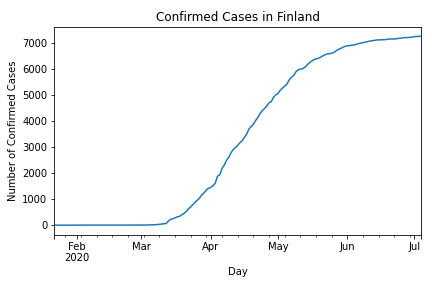 Confirmed Cases in Finland
Number of Confirmed Cases
7000
6000
5000
4000
3000
2000
1000
0
Feb Mar Apr May Jun Jul
2020
Day